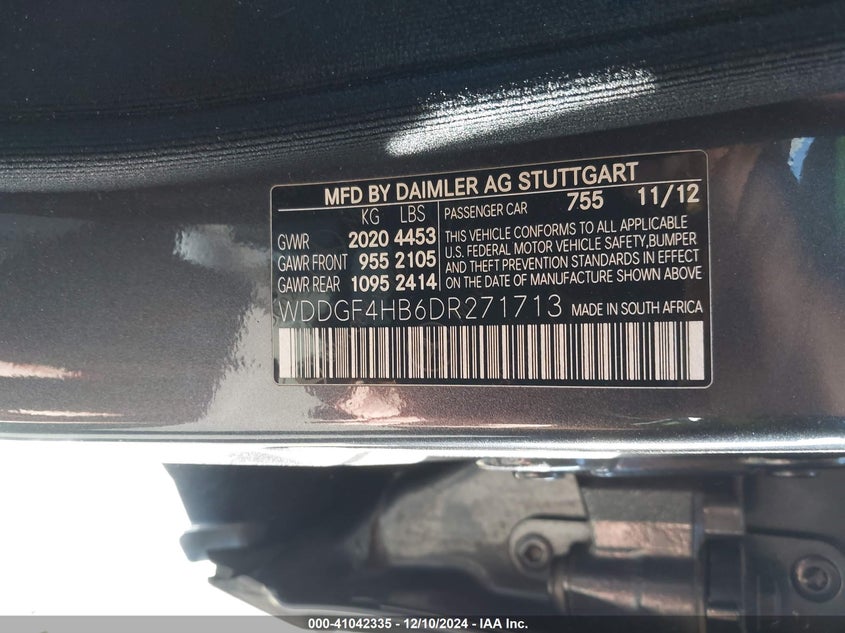 MFD BY DAIMLER AG STUTTGART
KG LBS PASSENGER CAR 755 11/12
GVWR 2020 4453 THIS VEHICLE CONFORMS TO ALL APPLICABLE
U.S. FEDERAL MOTOR VEHICLE SAFETY,BUMPER
GAWR FRONT 955 2105 AND THEFT PREVENTION STANDARDS IN EFFECT
GAWR REAR 1095 2414 ON THE DATE OF MANUFACTURE SHOWN ABOVE
WDDGF4HB6DR271713 MADE IN SOUTH AFRICA
000-41042335 - 12/10/2024 - IAA Inc.